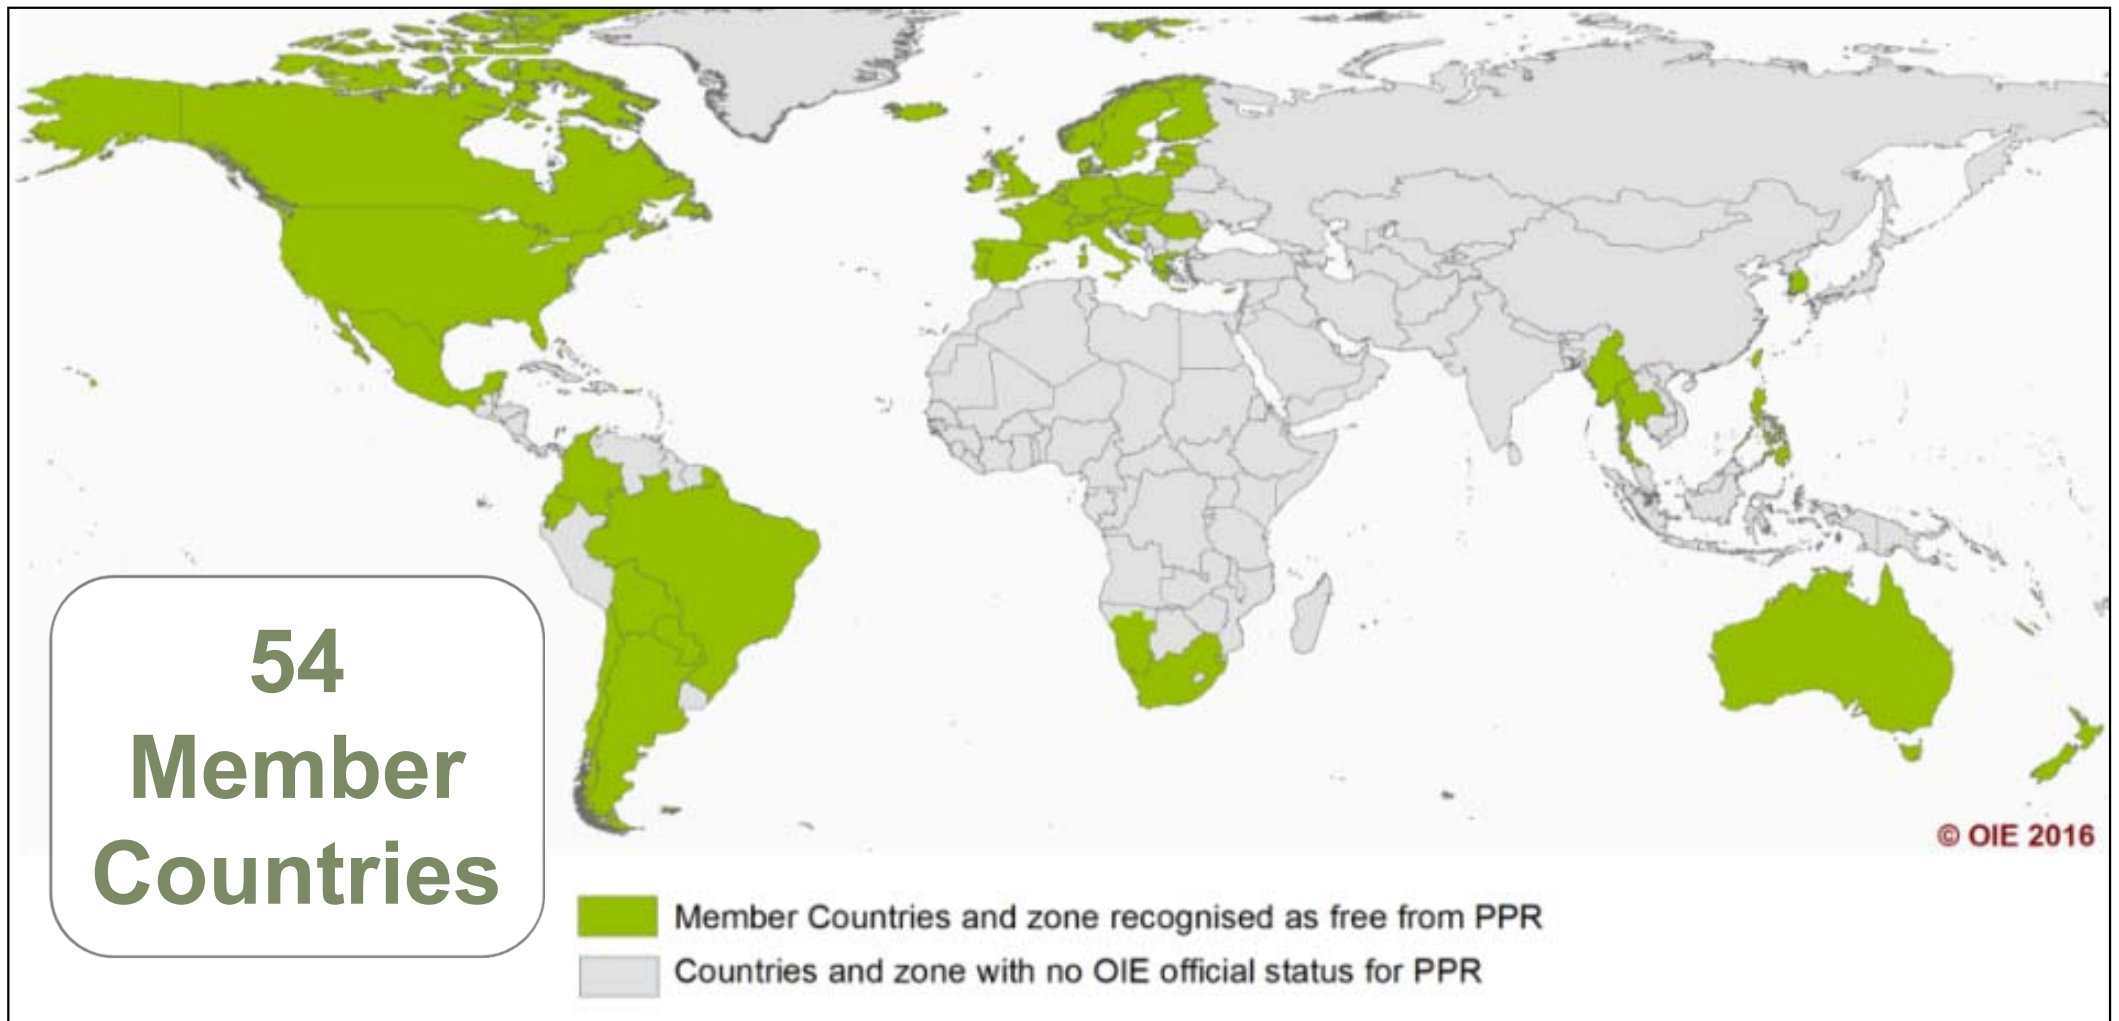 54
Member
Countries
© OIE 2016
Member Countries and zone recognised as free from PPR
Countries and zone with no OIE official status for PPR